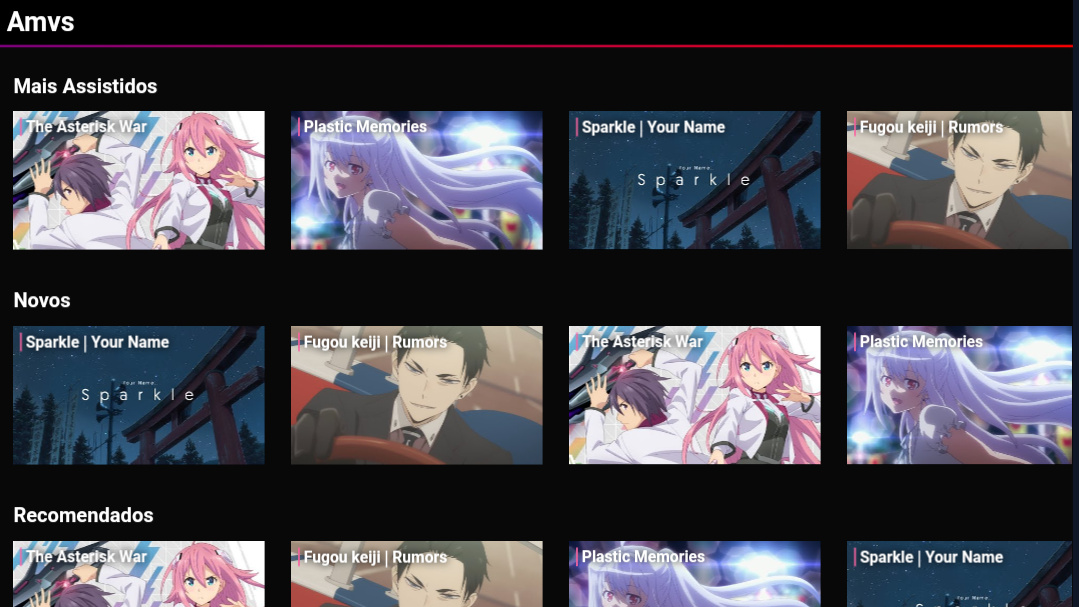 Amvs
Mais Assistidos
The Asterisk War
Plastic Memories
Sparkle | Your Name
Fugou keiji | Rumors
Your Name.
Sparkle
Novos
Sparkle | Your Name
Fugou keiji | Rumors
The Asterisk War
Plastic Memories
Your Name.
Sparkle
Recomendados
The Asterisk War
Fugou keiji | Rumors
Plastic Memories
Sparkle | Your Name